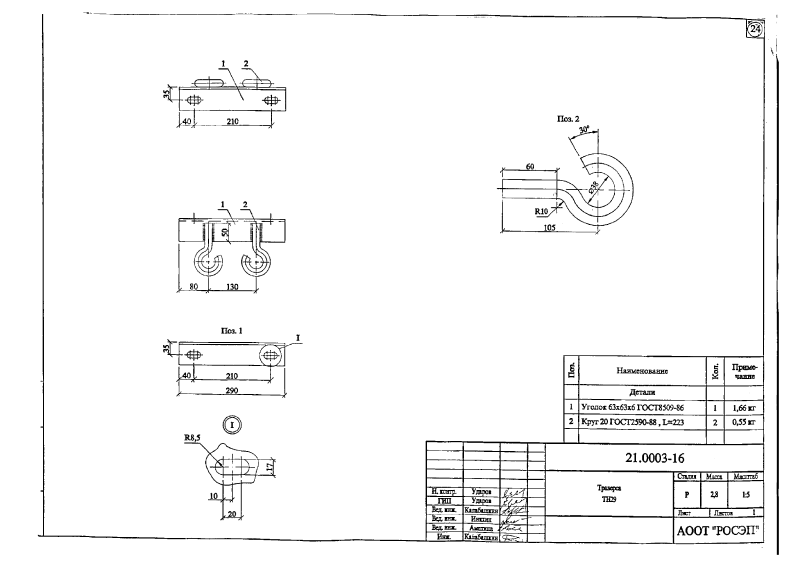 24
1 2
35
40 210
1 2
50
80 130
Поз. 1
35
I
40 210
290
I
R8,5
17
10
20
Поз. 2
30°
60
⌀38
R10
105
Поз. Наименование Кол. Приме-
чание
Детали
1 Уголок 63х63х6 ГОСТ8509-86 1 1,66 кг
2 Круг 20 ГОСТ2590-88 , L=223 2 0,55 кг
21.0003-16
Траверса
ТН29
Стадия Масса Масштаб
Р 2,8 1:5
Лист Листов 1
АООТ "РОСЭП"
Н. контр. Ударов
ГИП Ударов
Вед. инж. Калабашкин
Вед. инж.
Вед. инж.
Инж. Калабашкин